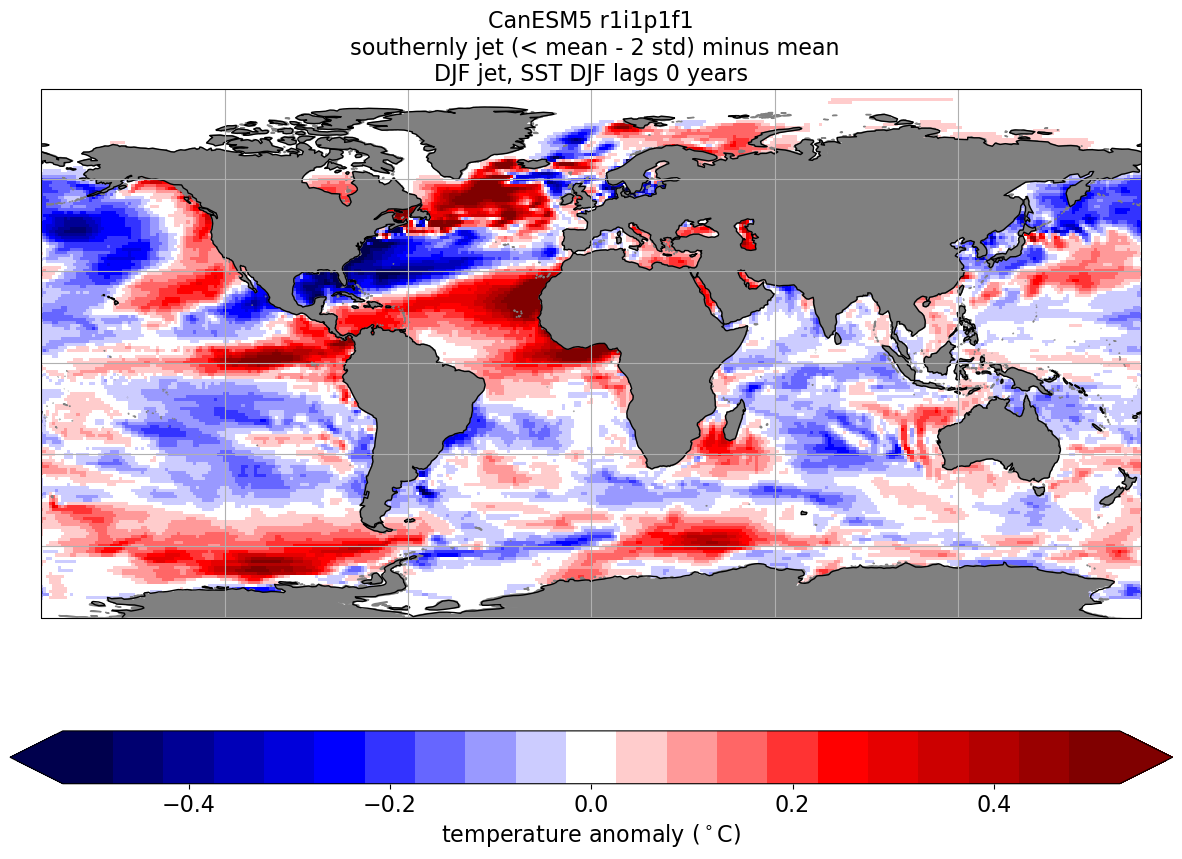 CanESM5 r1i1p1f1
southernly jet (< mean - 2 std) minus mean
DJF jet, SST DJF lags 0 years
−0.4 −0.2 0.0 0.2 0.4
temperature anomaly (°C)